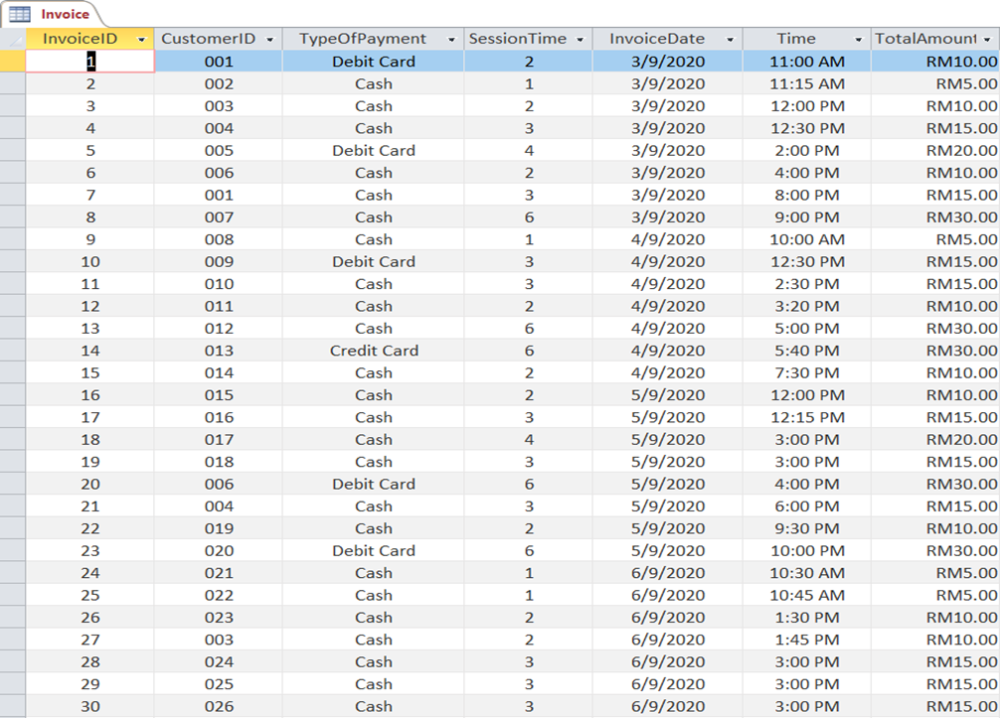 Invoice
InvoiceID CustomerID TypeOfPayment SessionTime InvoiceDate Time TotalAmount
1 001 Debit Card 2 3/9/2020 11:00 AM RM10.00
2 002 Cash 1 3/9/2020 11:15 AM RM5.00
3 003 Cash 2 3/9/2020 12:00 PM RM10.00
4 004 Cash 3 3/9/2020 12:30 PM RM15.00
5 005 Debit Card 4 3/9/2020 2:00 PM RM20.00
6 006 Cash 2 3/9/2020 4:00 PM RM10.00
7 001 Cash 3 3/9/2020 8:00 PM RM15.00
8 007 Cash 6 3/9/2020 9:00 PM RM30.00
9 008 Cash 1 4/9/2020 10:00 AM RM5.00
10 009 Debit Card 3 4/9/2020 12:30 PM RM15.00
11 010 Cash 3 4/9/2020 2:30 PM RM15.00
12 011 Cash 2 4/9/2020 3:20 PM RM10.00
13 012 Cash 6 4/9/2020 5:00 PM RM30.00
14 013 Credit Card 6 4/9/2020 5:40 PM RM30.00
15 014 Cash 2 4/9/2020 7:30 PM RM10.00
16 015 Cash 2 5/9/2020 12:00 PM RM10.00
17 016 Cash 3 5/9/2020 12:15 PM RM15.00
18 017 Cash 4 5/9/2020 3:00 PM RM20.00
19 018 Cash 3 5/9/2020 3:00 PM RM15.00
20 006 Debit Card 6 5/9/2020 4:00 PM RM30.00
21 004 Cash 3 5/9/2020 6:00 PM RM15.00
22 019 Cash 2 5/9/2020 9:30 PM RM10.00
23 020 Debit Card 6 5/9/2020 10:00 PM RM30.00
24 021 Cash 1 6/9/2020 10:30 AM RM5.00
25 022 Cash 1 6/9/2020 10:45 AM RM5.00
26 023 Cash 2 6/9/2020 1:30 PM RM10.00
27 003 Cash 2 6/9/2020 1:45 PM RM10.00
28 024 Cash 3 6/9/2020 3:00 PM RM15.00
29 025 Cash 3 6/9/2020 3:00 PM RM15.00
30 026 Cash 3 6/9/2020 3:00 PM RM15.00